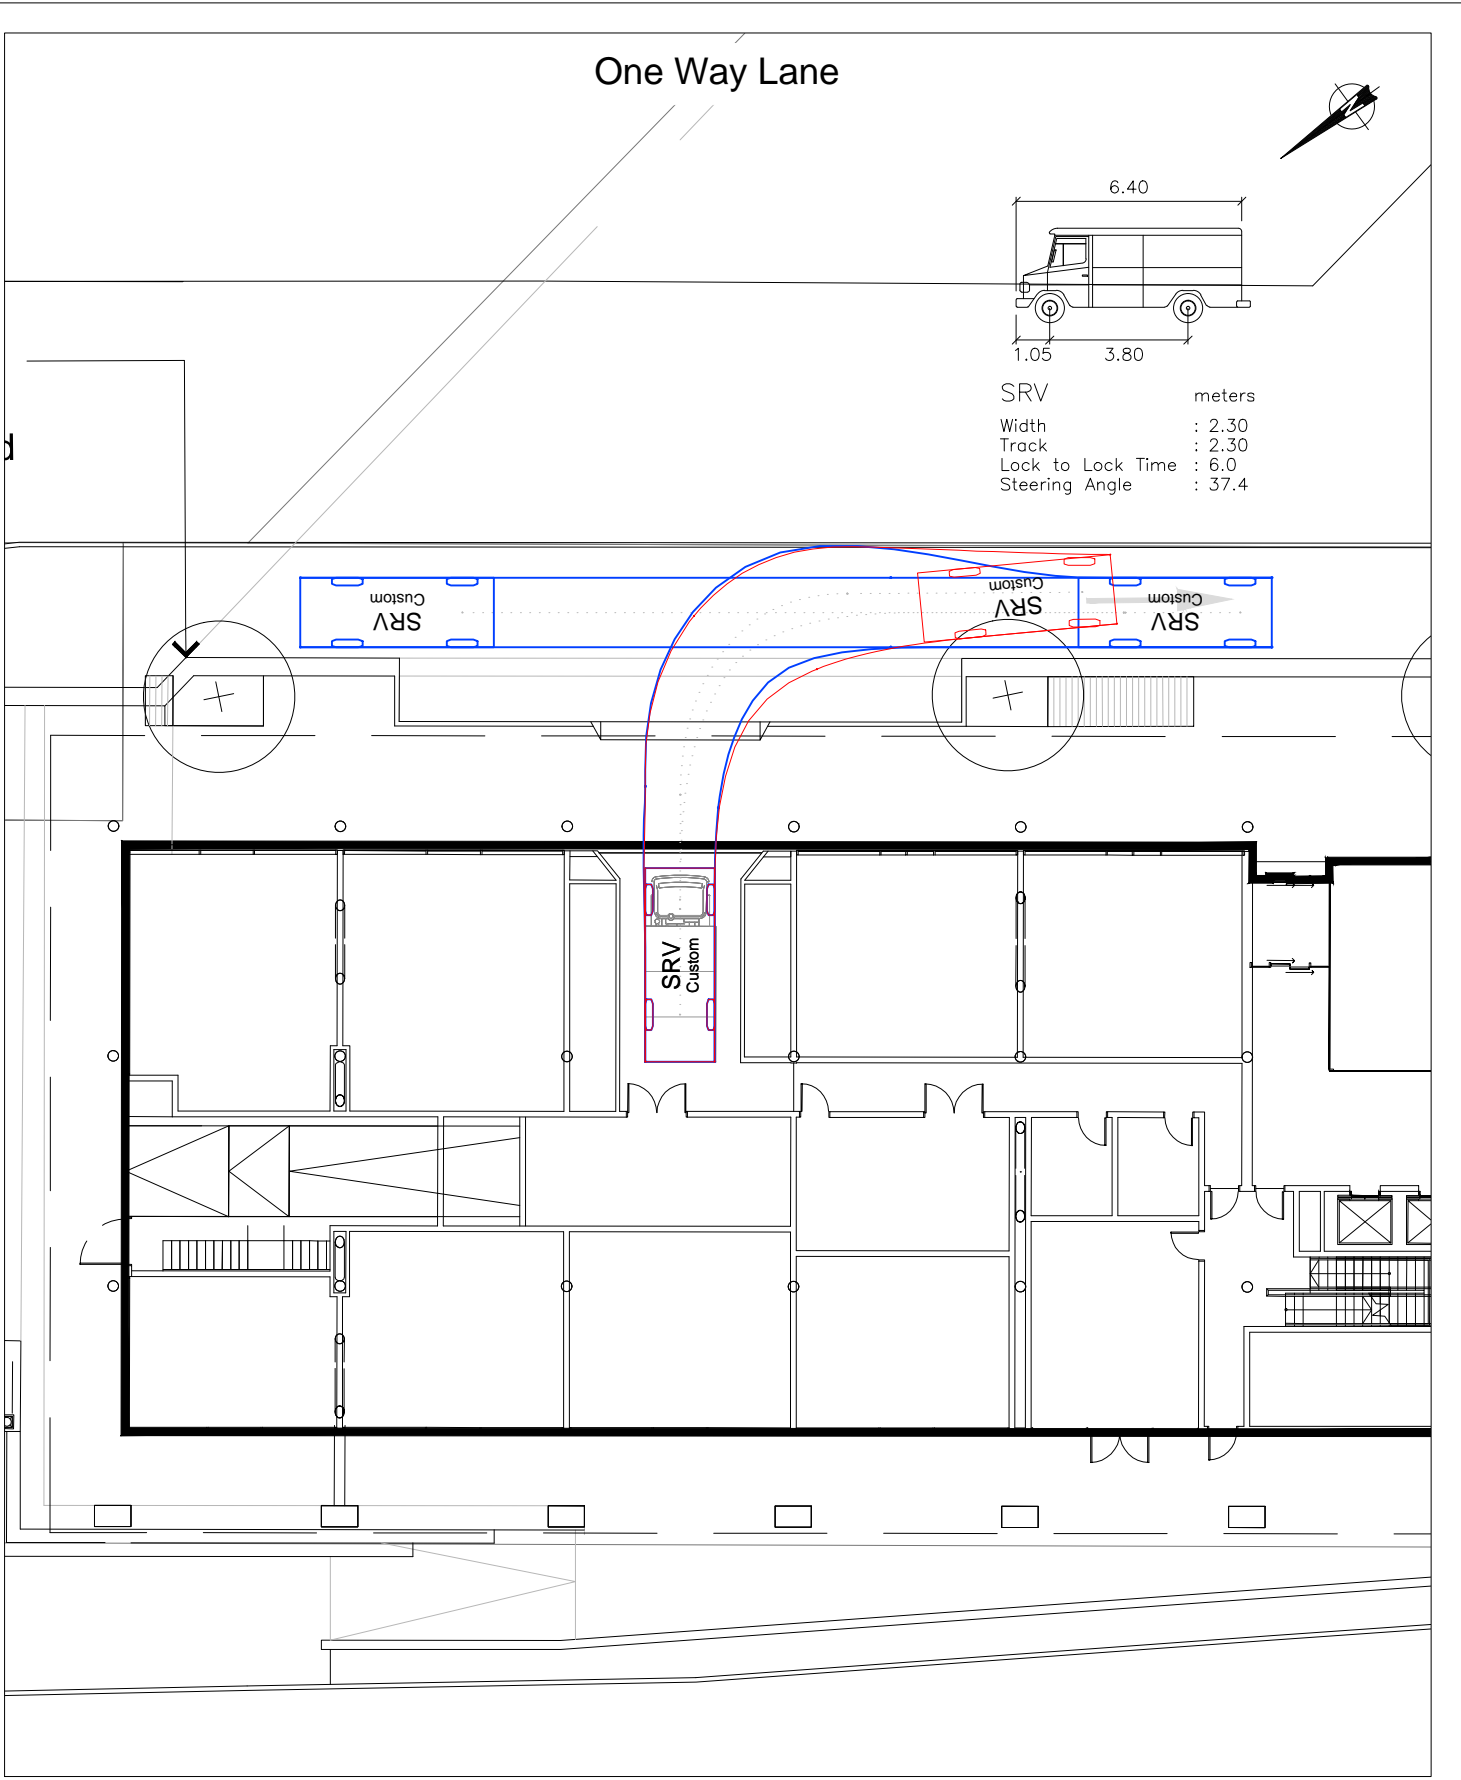 One Way Lane
N
6.40
1.05 3.80
SRV meters
Width : 2.30
Track : 2.30
Lock to Lock Time : 6.0
Steering Angle : 37.4
d
SRV
Custom
SRV
Custom
SRV
Custom
SRV
Custom